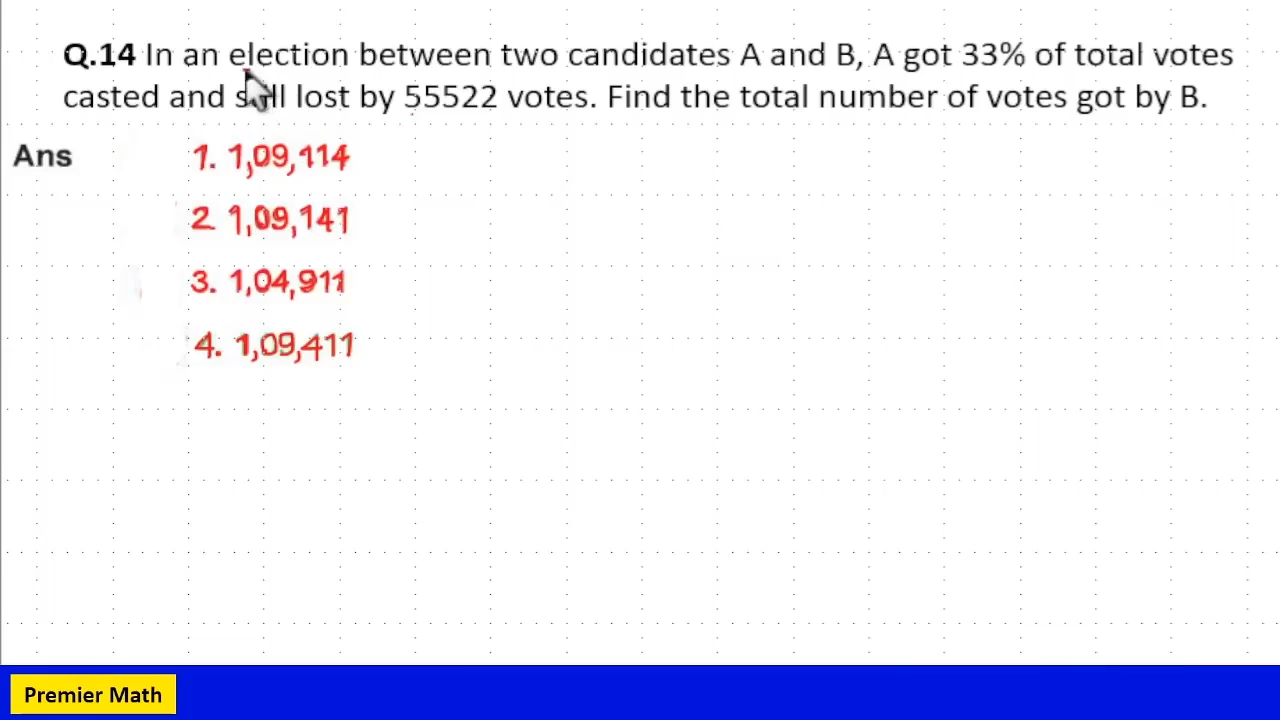 Q.14 In an election between two candidates A and B, A got 33% of total votes
casted and still lost by 55522 votes. Find the total number of votes got by B.
Ans
1. 1,09,114
2 1,09,141
3. 1,04,911
4. 1,09,411
Premier Math